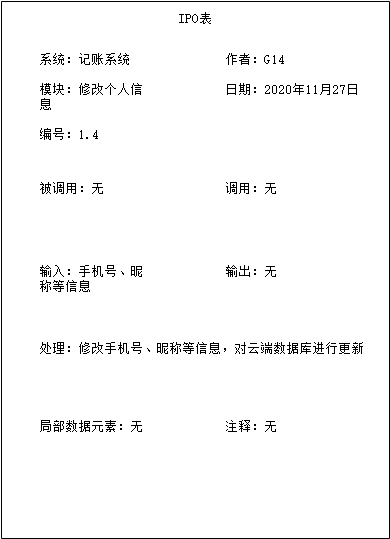 IPO表
系统：记账系统
作者：G14
模块：修改个人信
息
日期：2020年11月27日
编号：1.4
被调用：无
调用：无
输入：手机号、昵
称等信息
输出：无
处理：修改手机号、昵称等信息，对云端数据库进行更新
局部数据元素：无
注释：无